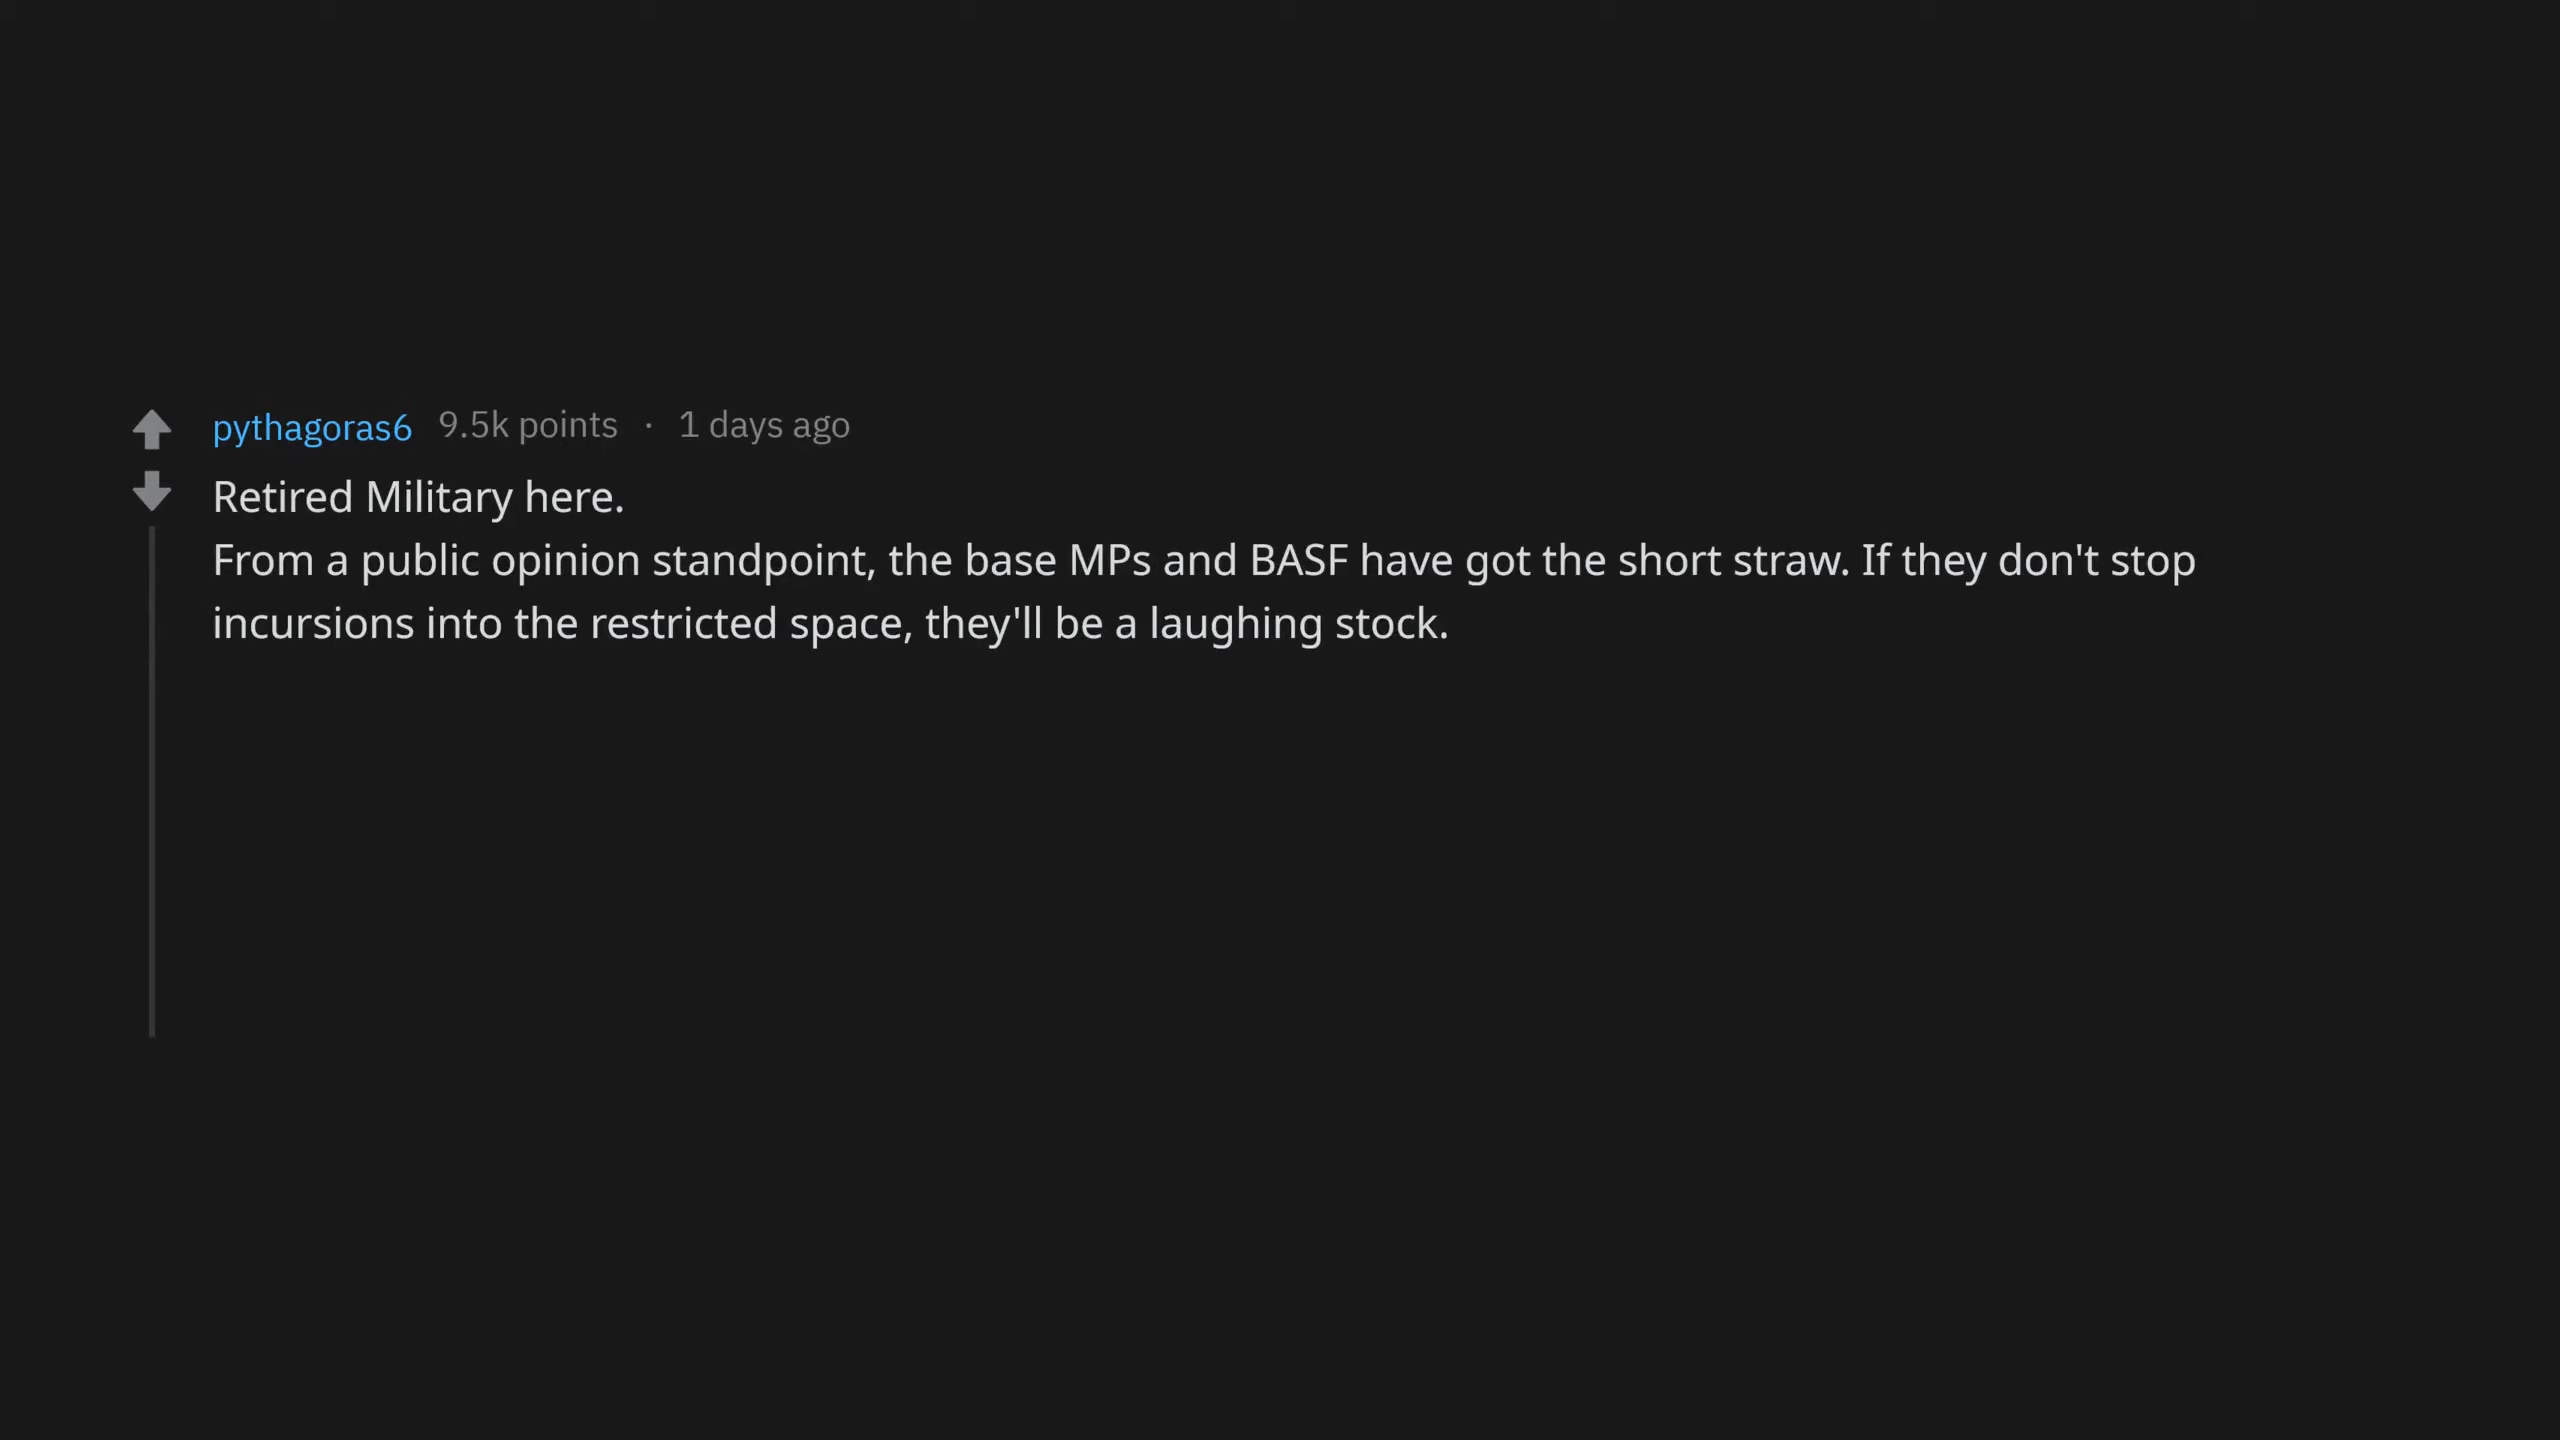 pythagoras6 9.5k points · 1 days ago
Retired Military here.
From a public opinion standpoint, the base MPs and BASF have got the short straw. If they don't stop
incursions into the restricted space, they'll be a laughing stock.